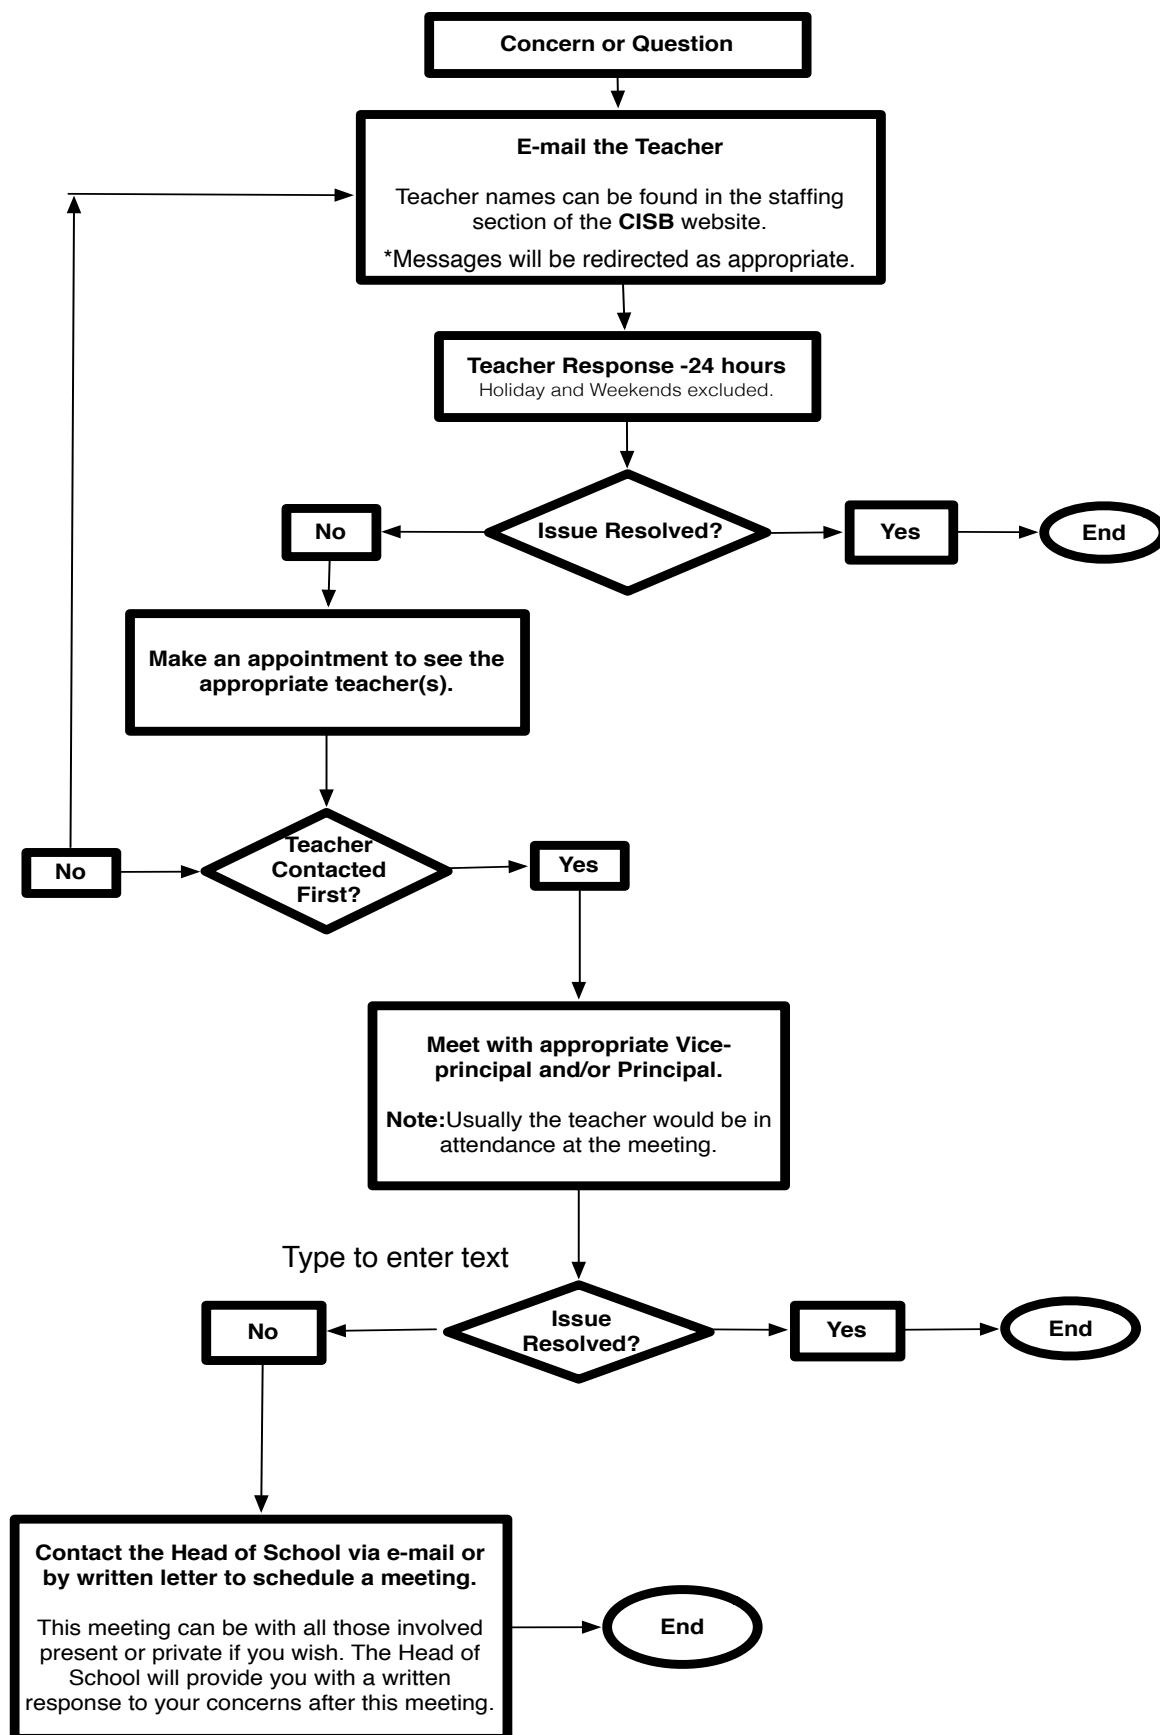 Concern or Question
E-mail the Teacher
Teacher names can be found in the staffing
section of the CISB website.
*Messages will be redirected as appropriate.
Teacher Response -24 hours
Holiday and Weekends excluded.
Issue Resolved?
No
Yes
End
Make an appointment to see the
appropriate teacher(s).
Teacher
Contacted
First?
No
Yes
Meet with appropriate Vice-
principal and/or Principal.
Note:Usually the teacher would be in
attendance at the meeting.
Type to enter text
Issue
Resolved?
No
Yes
End
Contact the Head of School via e-mail or
by written letter to schedule a meeting.
This meeting can be with all those involved
present or private if you wish. The Head of
School will provide you with a written
response to your concerns after this meeting.
End